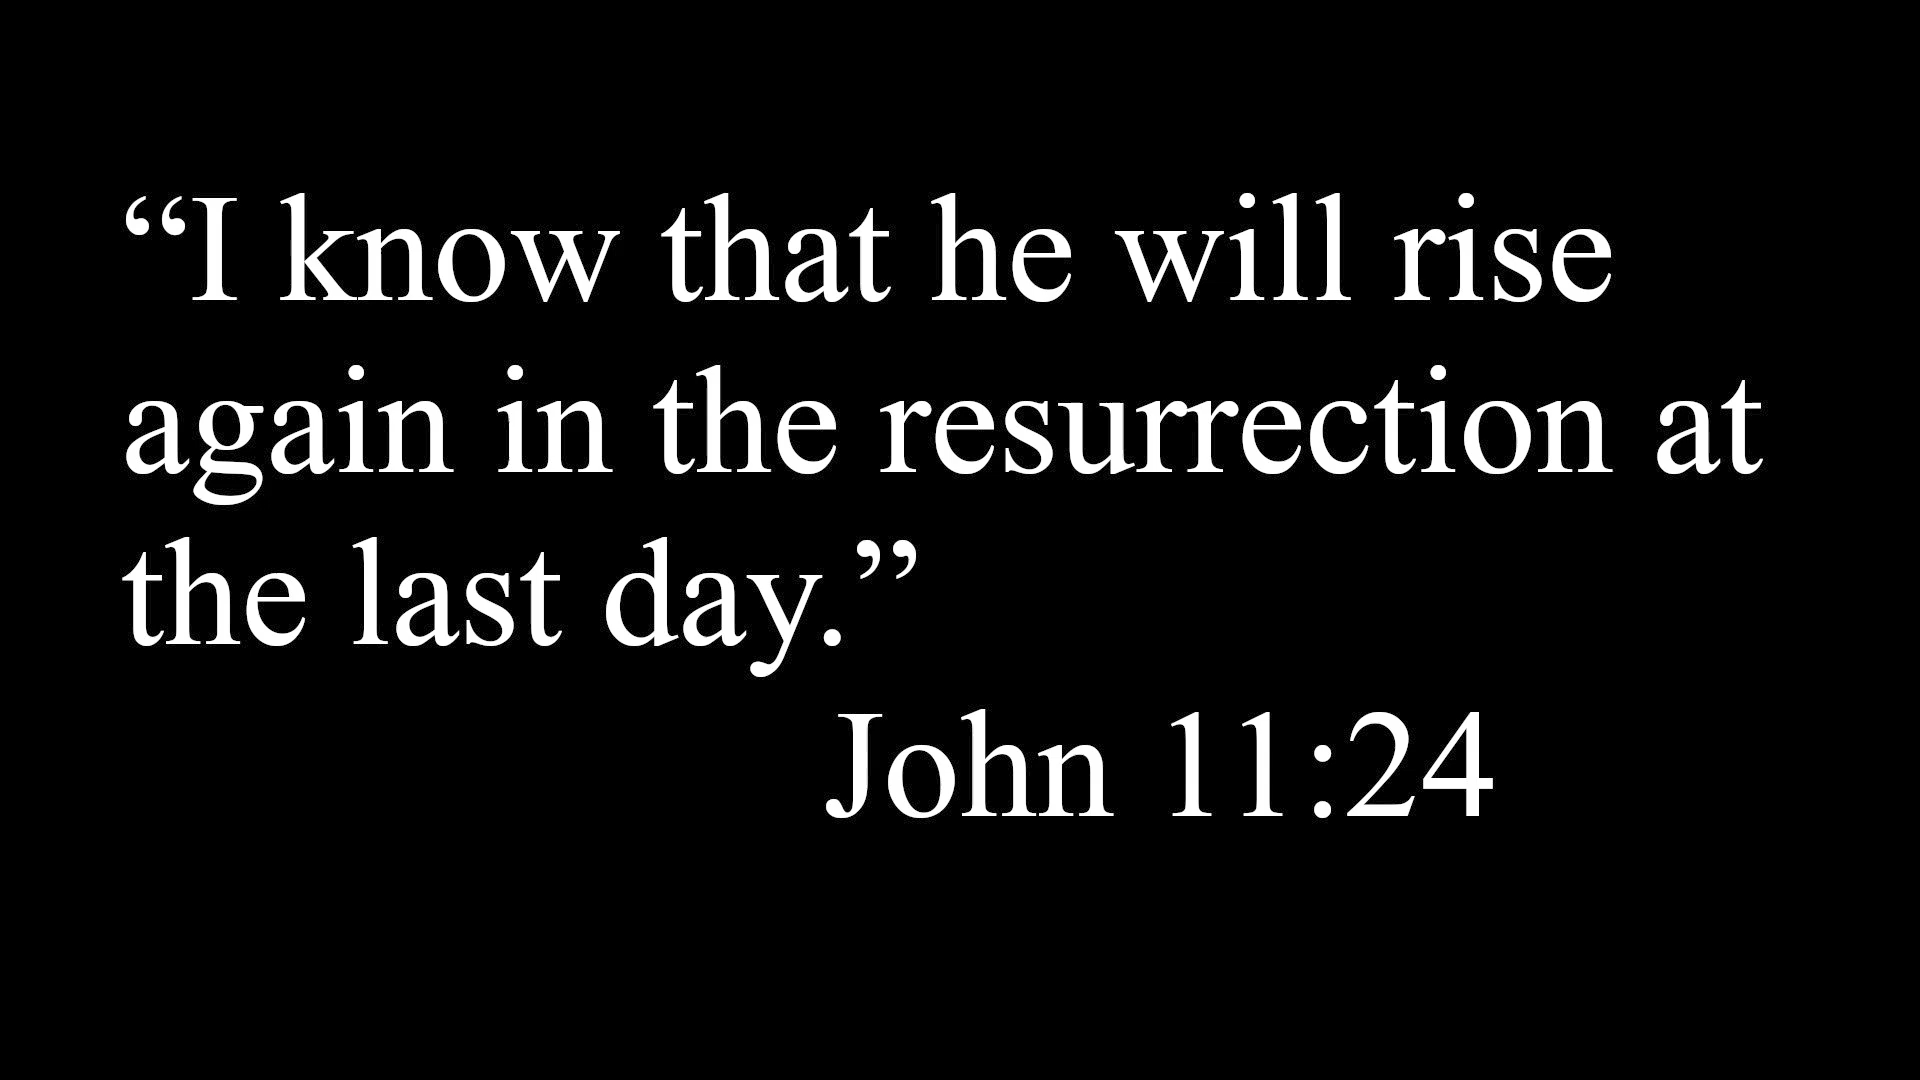 “I know that he will rise
again in the resurrection at
the last day.”
John 11:24